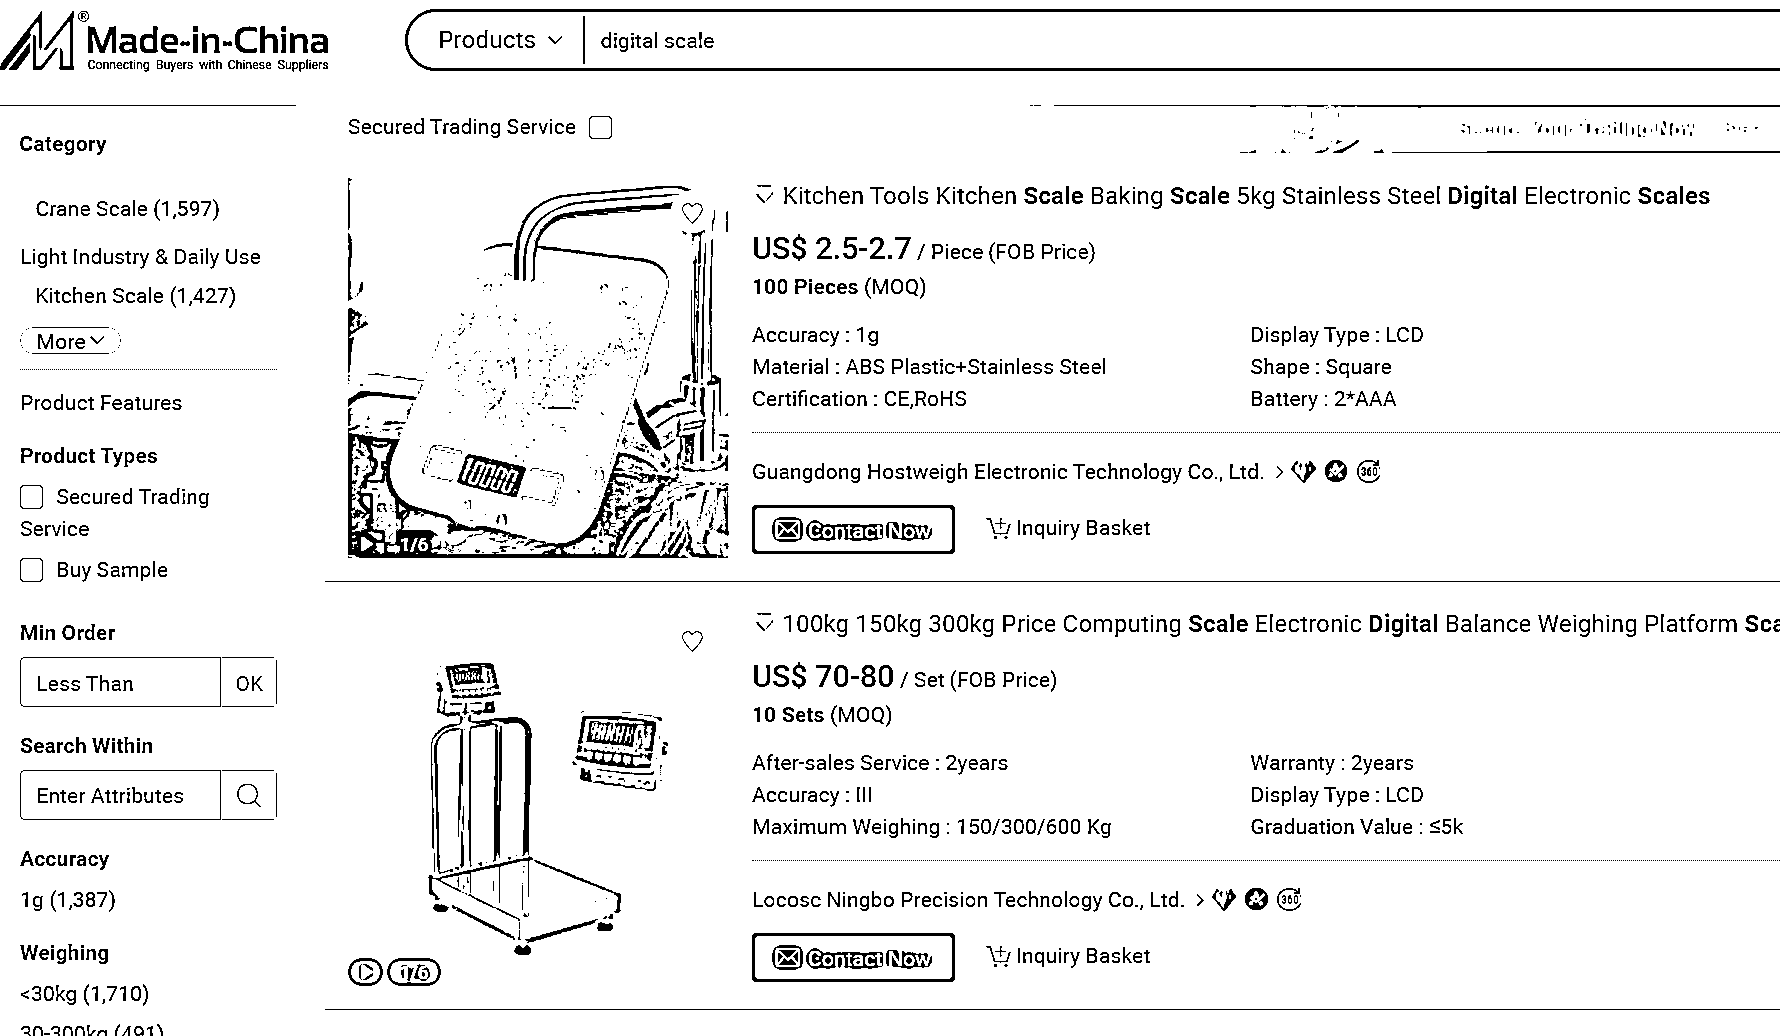 Made-in-China
Connecting Buyers with Chinese Suppliers
Products
digital scale
Category
Crane Scale (1,597)
Light Industry & Daily Use
Kitchen Scale (1,427)
More
Product Features
Product Types
Secured Trading
Service
Buy Sample
Min Order
Less Than OK
Search Within
Enter Attributes
Accuracy
1g (1,387)
Weighing
<30kg (1,710)
30-300kg (491)
Secured Trading Service
Your Trading Now
1/6
Kitchen Tools Kitchen Scale Baking Scale 5kg Stainless Steel Digital Electronic Scales
US$ 2.5-2.7 / Piece (FOB Price)
100 Pieces (MOQ)
Accuracy : 1g
Display Type : LCD
Material : ABS Plastic+Stainless Steel
Shape : Square
Certification : CE,RoHS
Battery : 2*AAA
Guangdong Hostweigh Electronic Technology Co., Ltd. > 360°
Contact Now
Inquiry Basket
1/6
100kg 150kg 300kg Price Computing Scale Electronic Digital Balance Weighing Platform Sca
US$ 70-80 / Set (FOB Price)
10 Sets (MOQ)
After-sales Service : 2years
Warranty : 2years
Accuracy : III
Display Type : LCD
Maximum Weighing : 150/300/600 Kg
Graduation Value : ≤5k
Locosc Ningbo Precision Technology Co., Ltd. > 360°
Contact Now
Inquiry Basket